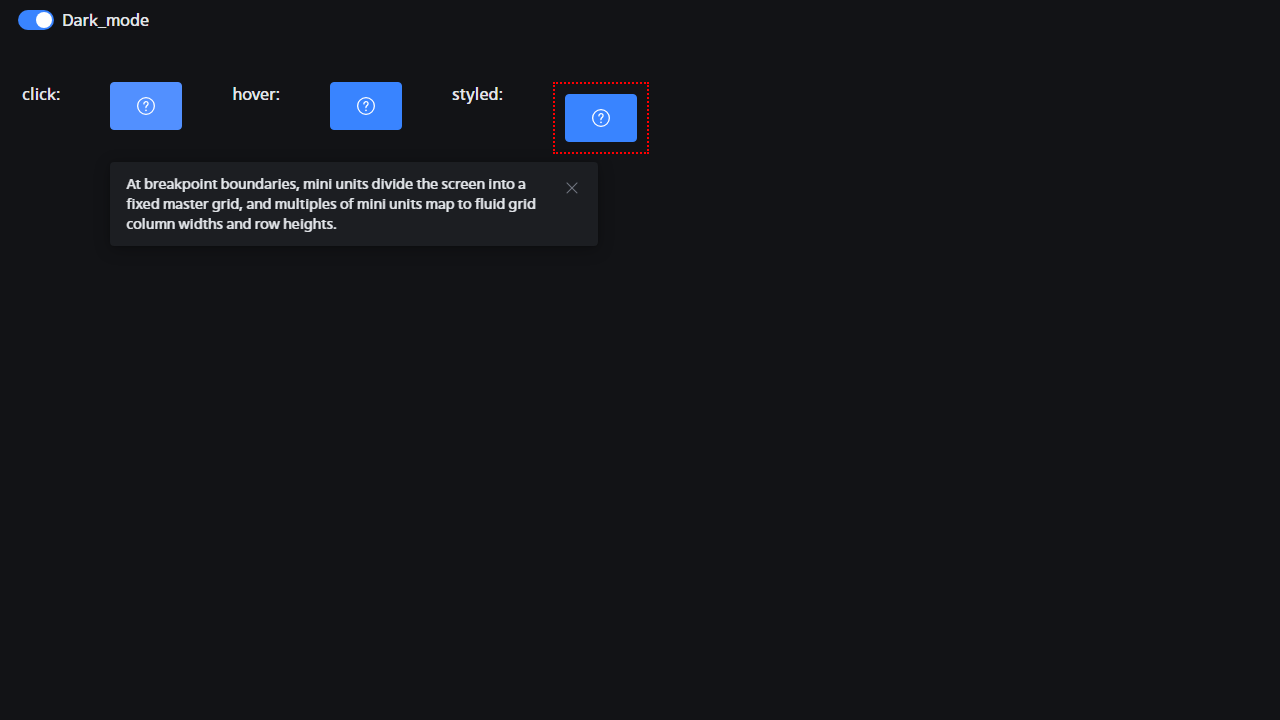 Dark_mode
click: hover: styled:
At breakpoint boundaries, mini units divide the screen into a
fixed master grid, and multiples of mini units map to fluid grid
column widths and row heights.